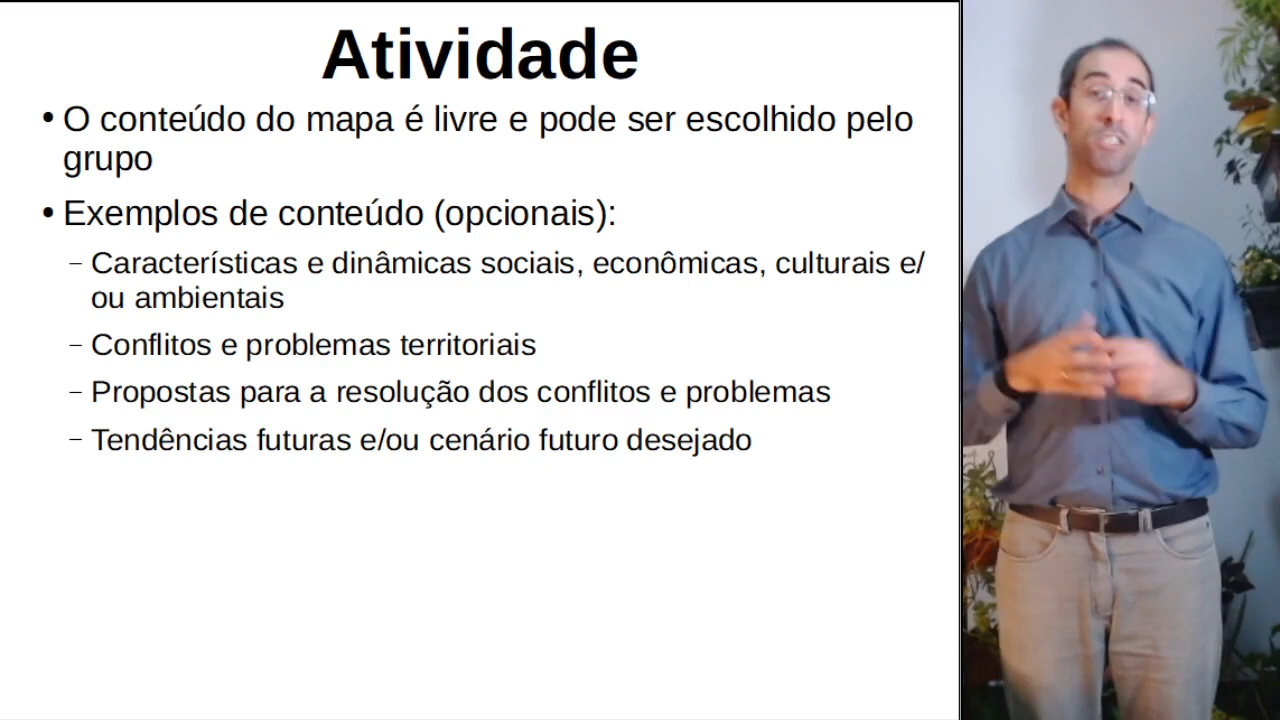 Atividade
• O conteúdo do mapa é livre e pode ser escolhido pelo
grupo
• Exemplos de conteúdo (opcionais):
– Características e dinâmicas sociais, econômicas, culturais e/
ou ambientais
– Conflitos e problemas territoriais
– Propostas para a resolução dos conflitos e problemas
– Tendências futuras e/ou cenário futuro desejado